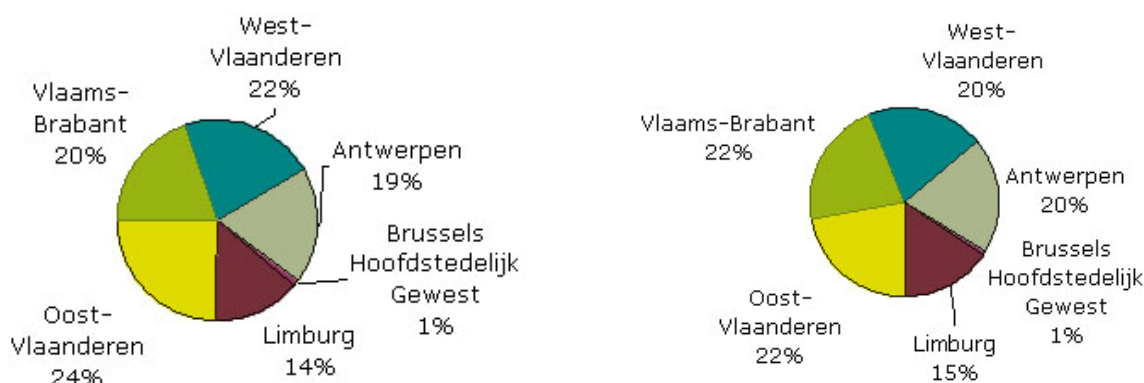 West-
Vlaanderen
22%
Vlaams-
Brabant
20%
Antwerpen
19%
Brussels
Hoofdstedelijk
Gewest
1%
Limburg
14%
Oost-
Vlaanderen
24%
West-
Vlaanderen
20%
Vlaams-Brabant
22%
Antwerpen
20%
Brussels
Hoofdstedelijk
Gewest
1%
Limburg
15%
Oost-
Vlaanderen
22%